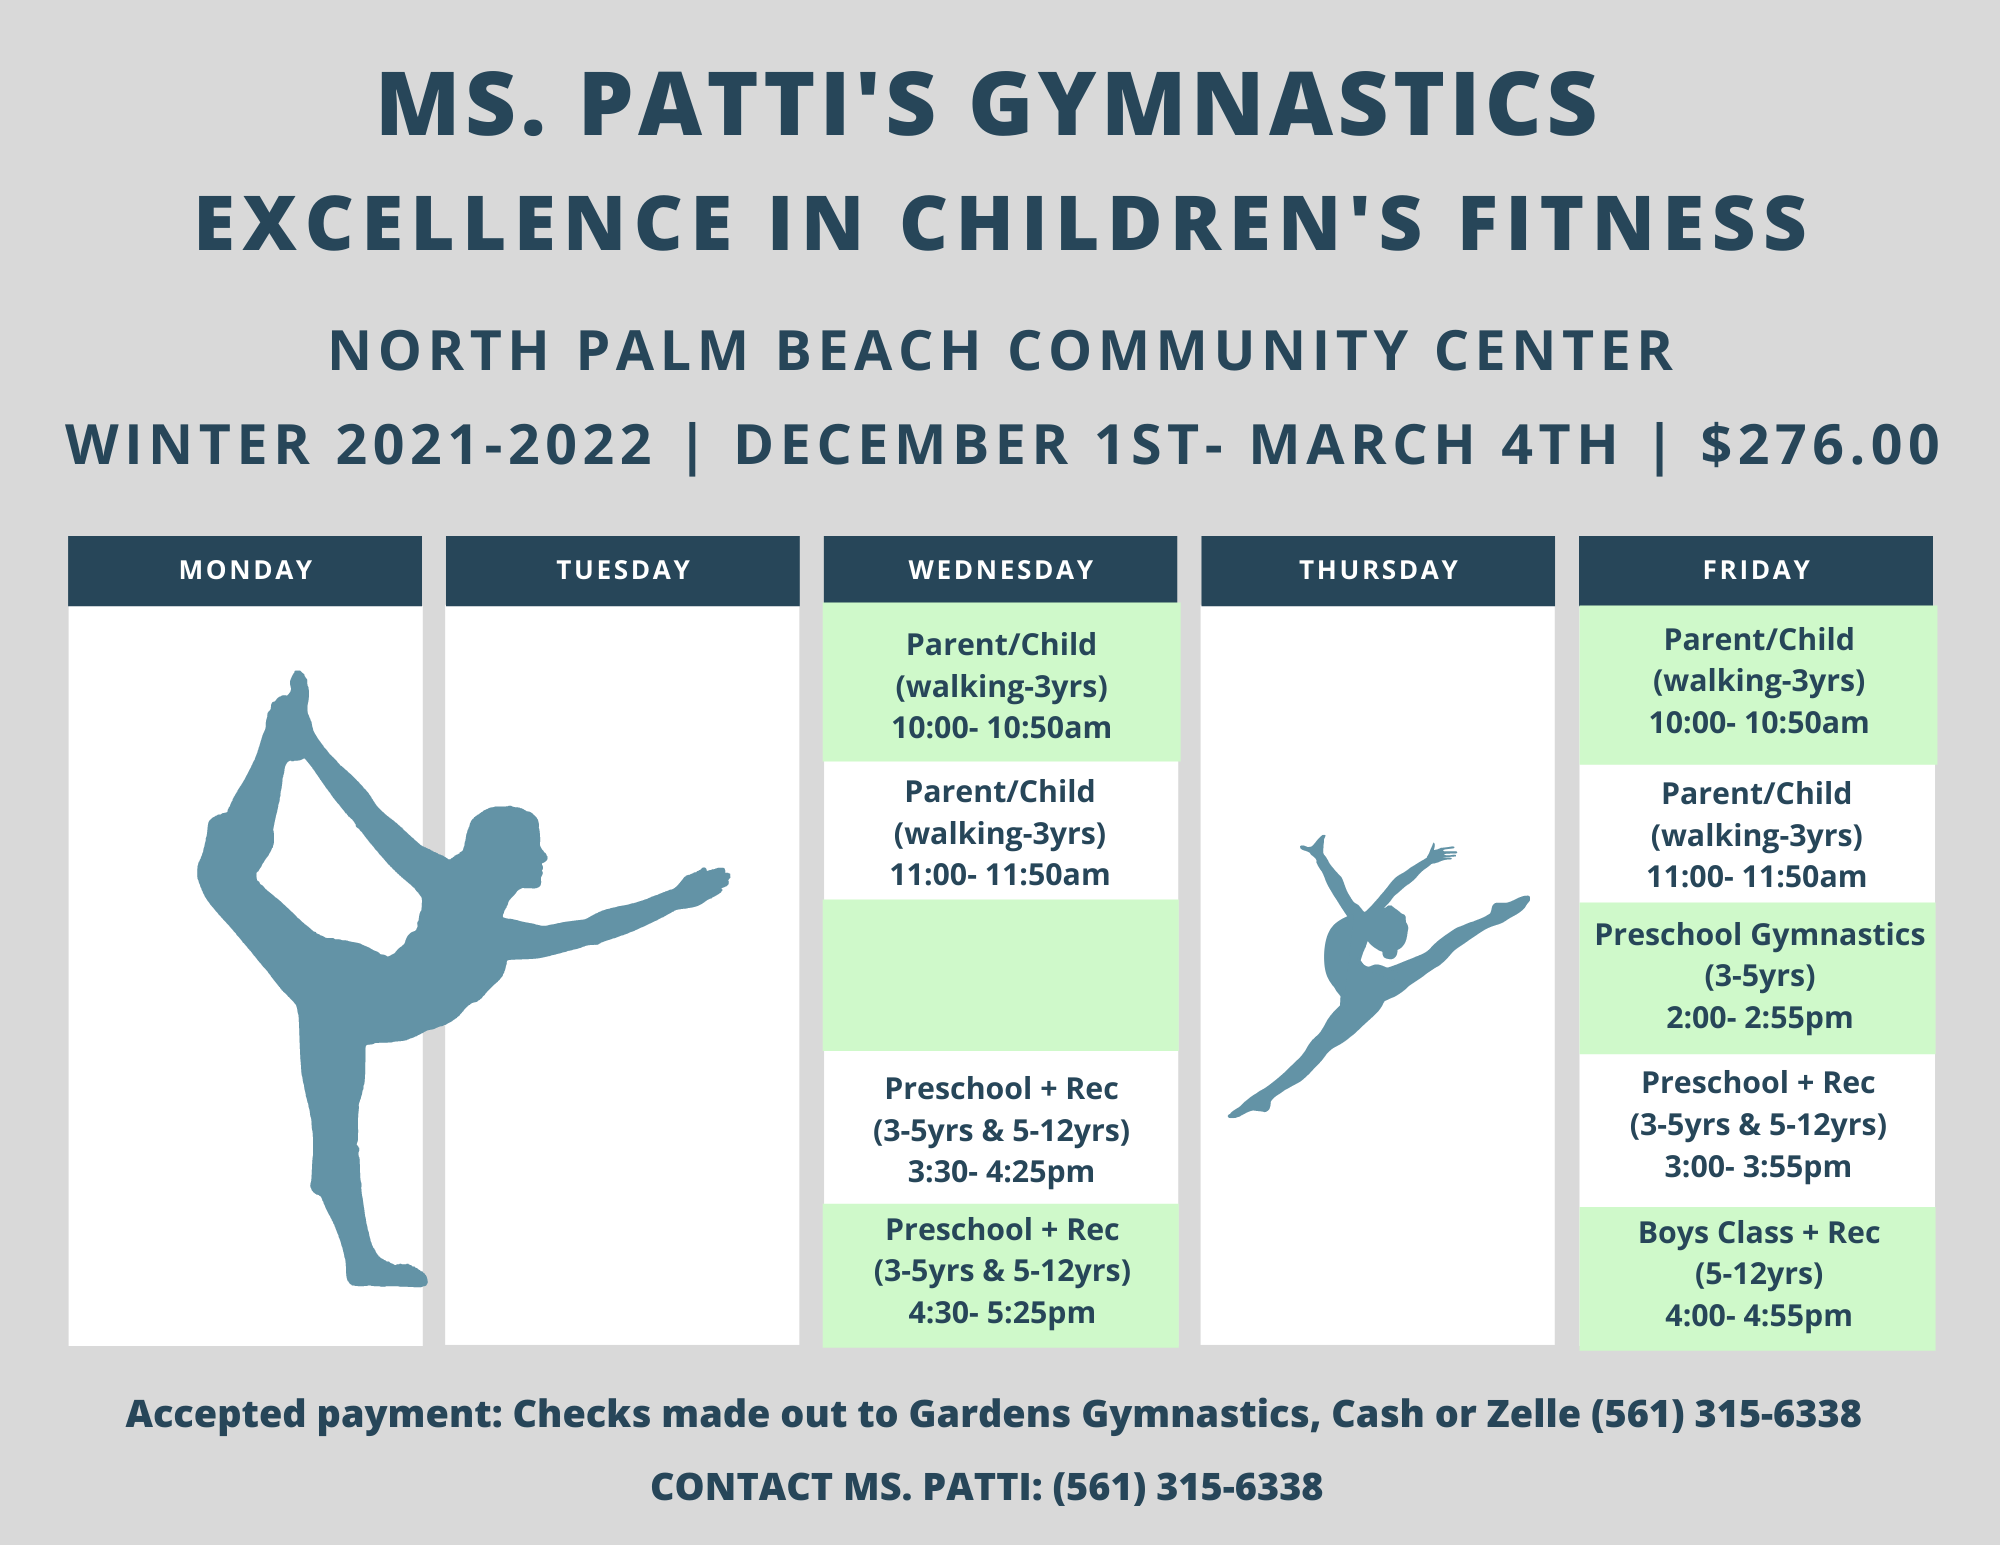 MS. PATTI'S GYMNASTICS
EXCELLENCE IN CHILDREN'S FITNESS
NORTH PALM BEACH COMMUNITY CENTER
WINTER 2021-2022 | DECEMBER 1ST- MARCH 4TH | $276.00
MONDAY
TUESDAY
WEDNESDAY
Parent/Child
(walking-3yrs)
10:00- 10:50am
Parent/Child
(walking-3yrs)
11:00- 11:50am
Preschool + Rec
(3-5yrs & 5-12yrs)
3:30- 4:25pm
Preschool + Rec
(3-5yrs & 5-12yrs)
4:30- 5:25pm
THURSDAY
FRIDAY
Parent/Child
(walking-3yrs)
10:00- 10:50am
Parent/Child
(walking-3yrs)
11:00- 11:50am
Preschool Gymnastics
(3-5yrs)
2:00- 2:55pm
Preschool + Rec
(3-5yrs & 5-12yrs)
3:00- 3:55pm
Boys Class + Rec
(5-12yrs)
4:00- 4:55pm
Accepted payment: Checks made out to Gardens Gymnastics, Cash or Zelle (561) 315-6338
CONTACT MS. PATTI: (561) 315-6338